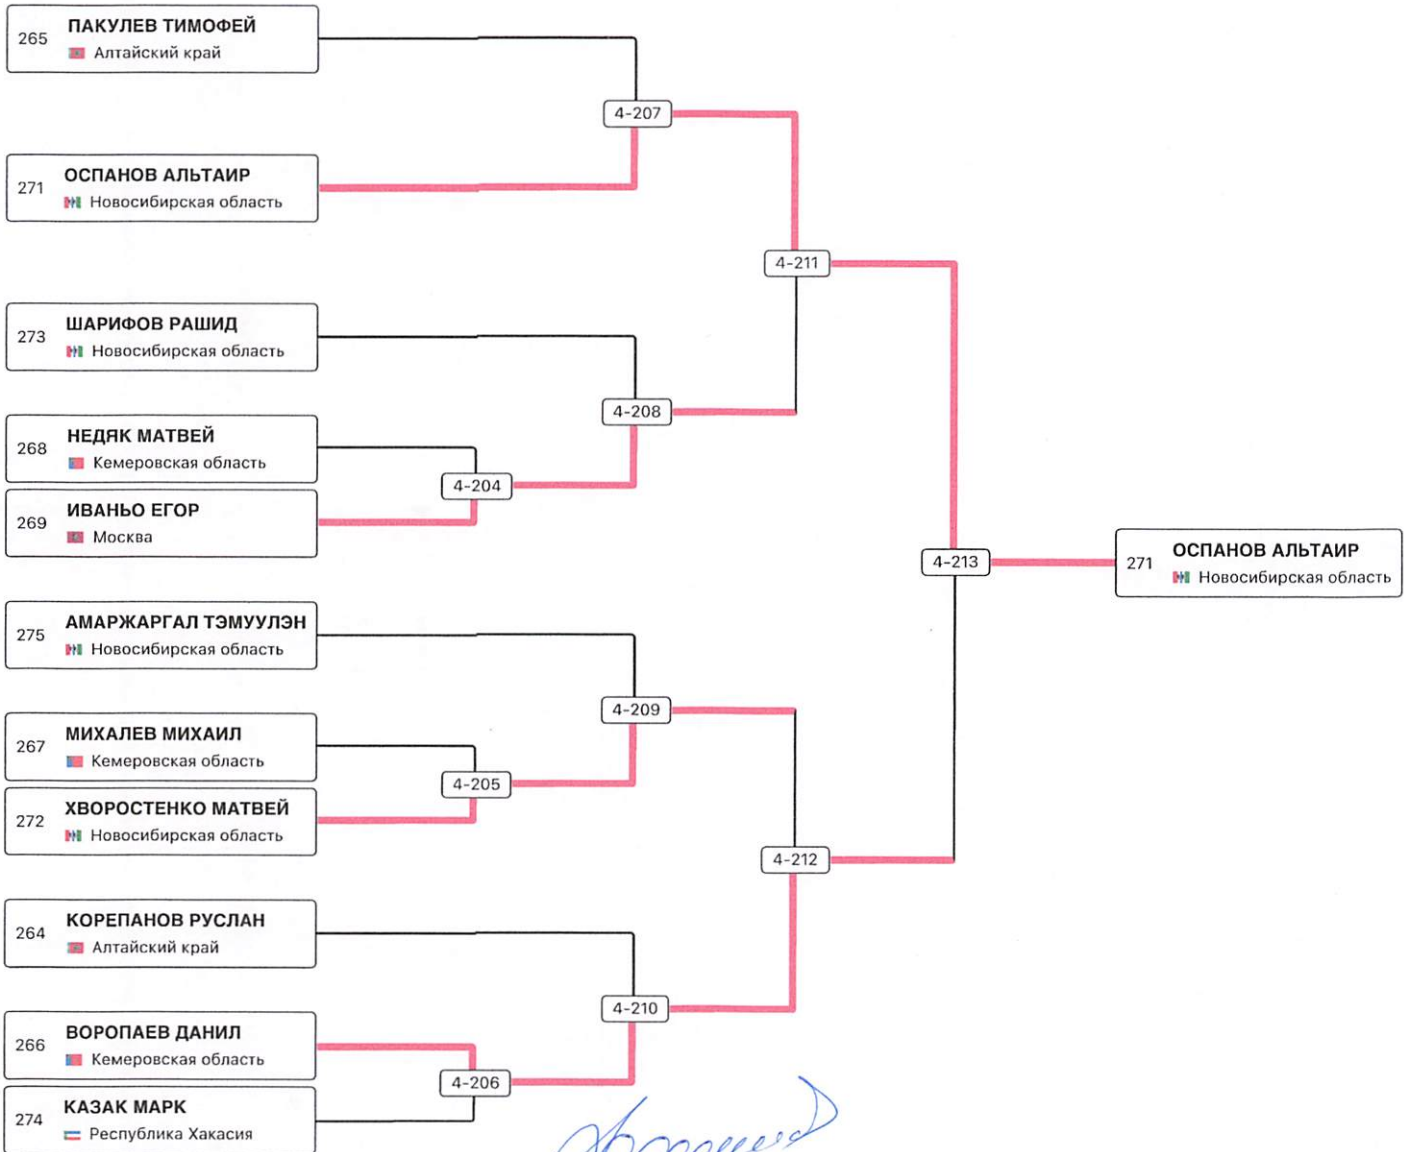 265 ПАКУЛЕВ ТИМОФЕЙ
Алтайский край
4-207
271 ОСПАНОВ АЛЬТАИР
Новосибирская область
4-211
273 ШАРИФОВ РАШИД
Новосибирская область
4-208
268 НЕДЯК МАТВЕЙ
Кемеровская область
4-204
269 ИВАНЬО ЕГОР
Москва
4-213
271 ОСПАНОВ АЛЬТАИР
Новосибирская область
275 АМАРЖАРГАЛ ТЭМУУЛЭН
Новосибирская область
4-209
267 МИХАЛЕВ МИХАИЛ
Кемеровская область
4-205
272 ХВОРОСТЕНКО МАТВЕЙ
Новосибирская область
4-212
264 КОРЕПАНОВ РУСЛАН
Алтайский край
4-210
266 ВОРОПАЕВ ДАНИЛ
Кемеровская область
4-206
274 КАЗАК МАРК
Республика Хакасия